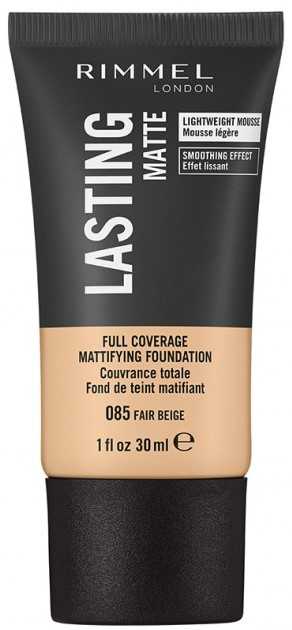 RIMMEL
LONDON
LASTING
MATTE
LIGHTWEIGHT MOUSSE
Mousse légère
SMOOTHING EFFECT
Effet lissant
FULL COVERAGE
MATTIFYING FOUNDATION
Couvrance totale
Fond de teint matifiant
085 FAIR BEIGE
1 fl oz 30 ml ℮